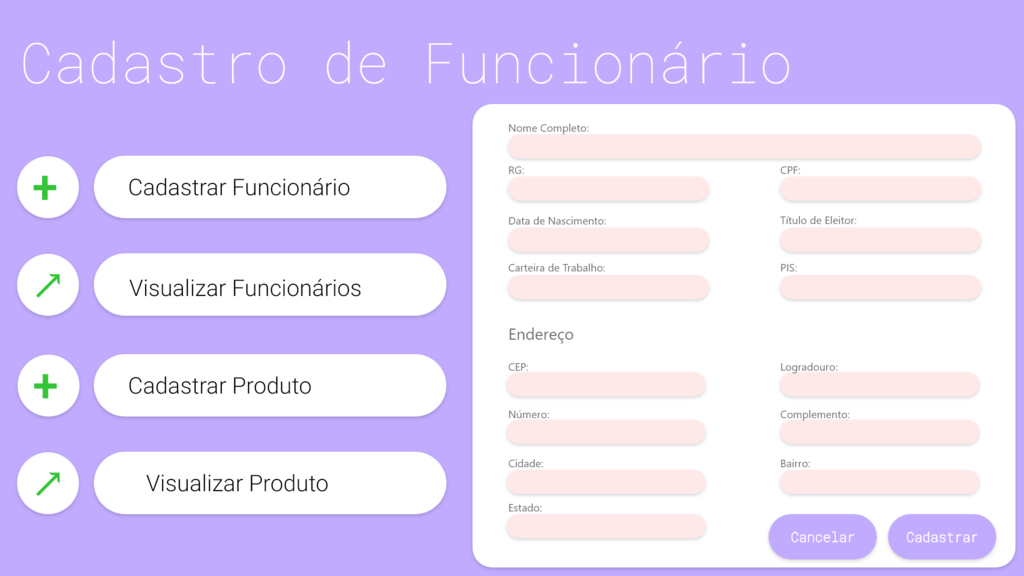 Cadastro de Funcionário
Cadastrar Funcionário
Visualizar Funcionários
Cadastrar Produto
Visualizar Produto
Nome Completo:
RG:
CPF:
Data de Nascimento:
Título de Eleitor:
Carteira de Trabalho:
PIS:
Endereço
CEP:
Logradouro:
Número:
Complemento:
Cidade:
Bairro:
Estado:
Cancelar
Cadastrar